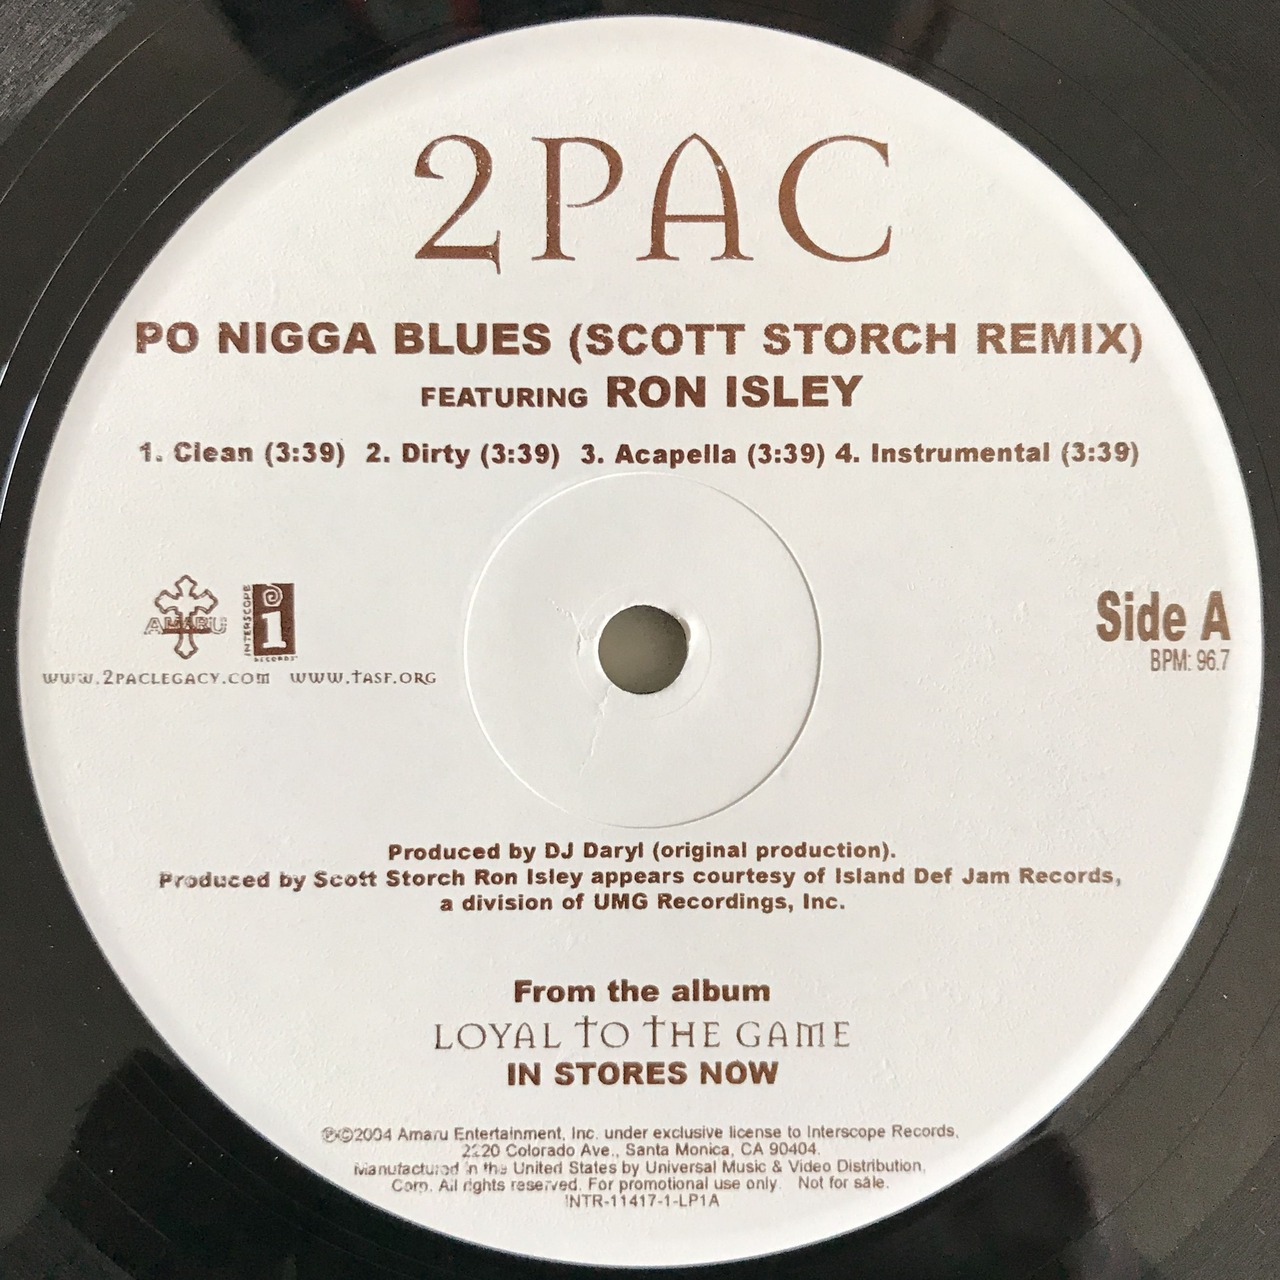 2PAC
PO NIGGA BLUES (SCOTT STORCH REMIX)
FEATURING RON ISLEY
1. Clean (3:39) 2. Dirty (3:39) 3. Acapella (3:39) 4. Instrumental (3:39)
AMARU
INTERSCOPE
RECORDS
www.2PACLEGACY.COM www.TASF.ORG
Side A
BPM: 96.7
Produced by DJ Daryl (original production).
Produced by Scott Storch Ron Isley appears courtesy of Island Def Jam Records,
a division of UMG Recordings, Inc.
From the album
LOYAL TO THE GAME
IN STORES NOW
℗©2004 Amaru Entertainment, Inc. under exclusive license to Interscope Records,
2220 Colorado Ave., Santa Monica, CA 90404.
Manufactured in the United States by Universal Music & Video Distribution,
Corp. All rights reserved. For promotional use only. Not for sale.
INTR-11417-1-LP1A